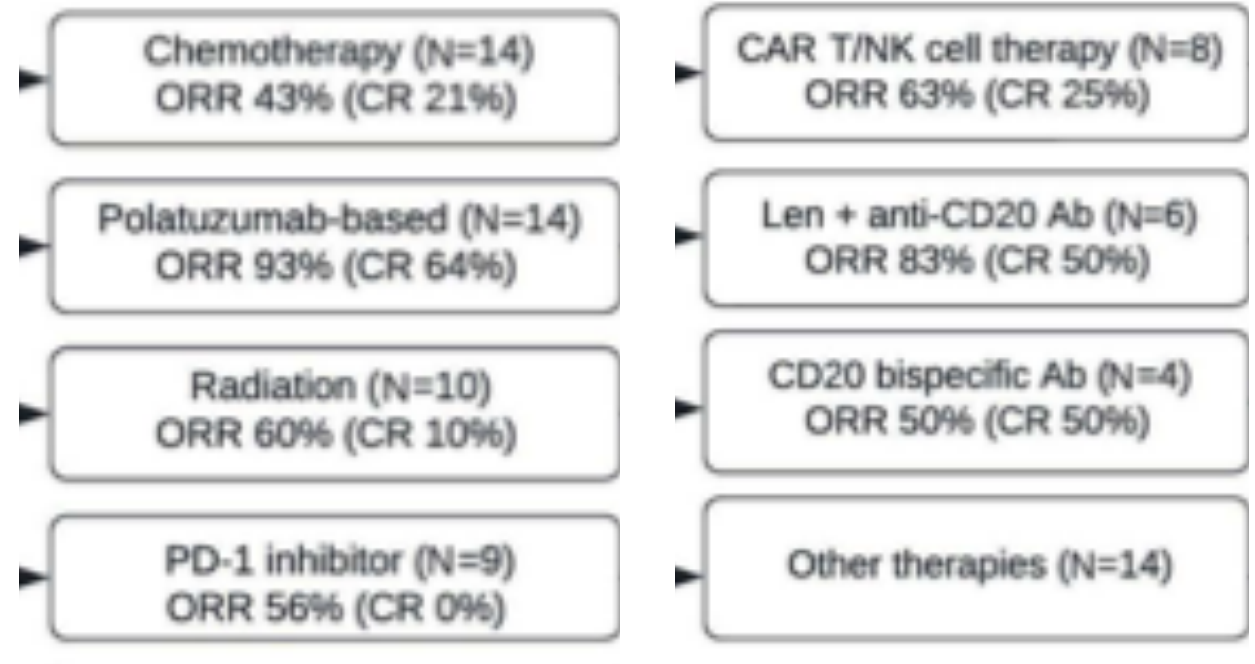 Chemotherapy (N=14)
ORR 43% (CR 21%)
Polatuzumab-based (N=14)
ORR 93% (CR 64%)
Radiation (N=10)
ORR 60% (CR 10%)
PD-1 inhibitor (N=9)
ORR 56% (CR 0%)
CAR T/NK cell therapy (N=8)
ORR 63% (CR 25%)
Len + anti-CD20 Ab (N=6)
ORR 83% (CR 50%)
CD20 bispecific Ab (N=4)
ORR 50% (CR 50%)
Other therapies (N=14)